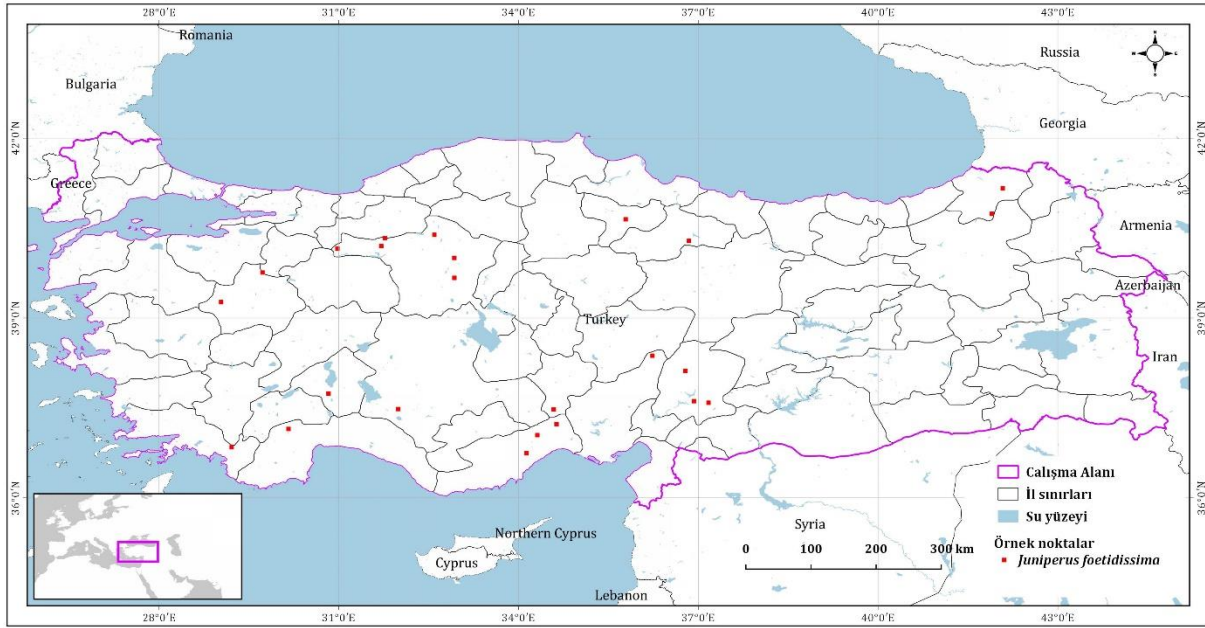 28°0'E 31°0'E 34°0'E 37°0'E 40°0'E 43°0'E
Romania
Russia
Bulgaria
Georgia
42°0'N 42°0'N
Greece
Armenia
Azerbaijan
39°0'N 39°0'N
Turkey
Iran
Calışma Alanı
İl sınırları
36°0'N 36°0'N
Su yüzeyi
Syria
Northern Cyprus
Örnek noktalar
0 100 200 300 km
Cyprus
Juniperus foetidissima
Lebanon
28°0'E 31°0'E 34°0'E 37°0'E 40°0'E 43°0'E